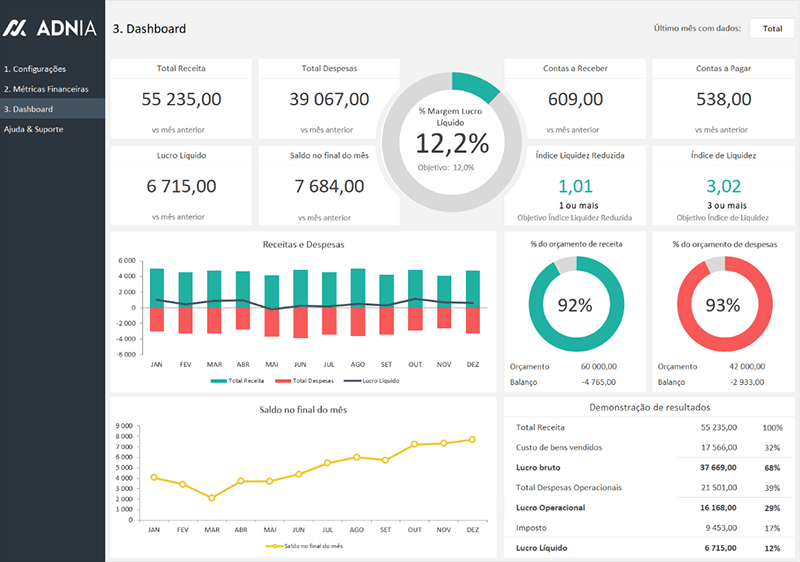 ADNIA
3. Dashboard
Último mês com dados:
Total
1. Configurações
2. Métricas Financeiras
3. Dashboard
Ajuda & Suporte
Total Receita
55 235,00
vs mês anterior
Total Despesas
39 067,00
vs mês anterior
% Margem Lucro
Líquido
12,2%
Objetivo: 12,0%
Contas a Receber
609,00
vs mês anterior
Contas a Pagar
538,00
vs mês anterior
Lucro Líquido
6 715,00
vs mês anterior
Saldo no final do mês
7 684,00
vs mês anterior
Índice Liquidez Reduzida
1,01
1 ou mais
Objetivo Índice Liquidez Reduzida
Índice de Liquidez
3,02
3 ou mais
Objetivo Índice de Liquidez
Receitas e Despesas
6 000
4 000
2 000
0
-2 000
-4 000
-6 000
JAN FEV MAR ABR MAI JUN JUL AGO SET OUT NOV DEZ
Total Receita Total Despesas Lucro Líquido
% do orçamento de receita
92%
Orçamento 60 000,00
Balanço -4 765,00
% do orçamento de despesas
93%
Orçamento 42 000,00
Balanço -2 933,00
Saldo no final do mês
9 000
8 000
7 000
6 000
5 000
4 000
3 000
2 000
1 000
0
JAN FEV MAR ABR MAI JUN JUL AGO SET OUT NOV DEZ
Saldo no final do mês
Demonstração de resultados
Total Receita 55 235,00 100%
Custo de bens vendidos 17 566,00 32%
Lucro bruto 37 669,00 68%
Total Despesas Operacionais 21 501,00 39%
Lucro Operacional 16 168,00 29%
Imposto 9 453,00 17%
Lucro Líquido 6 715,00 12%